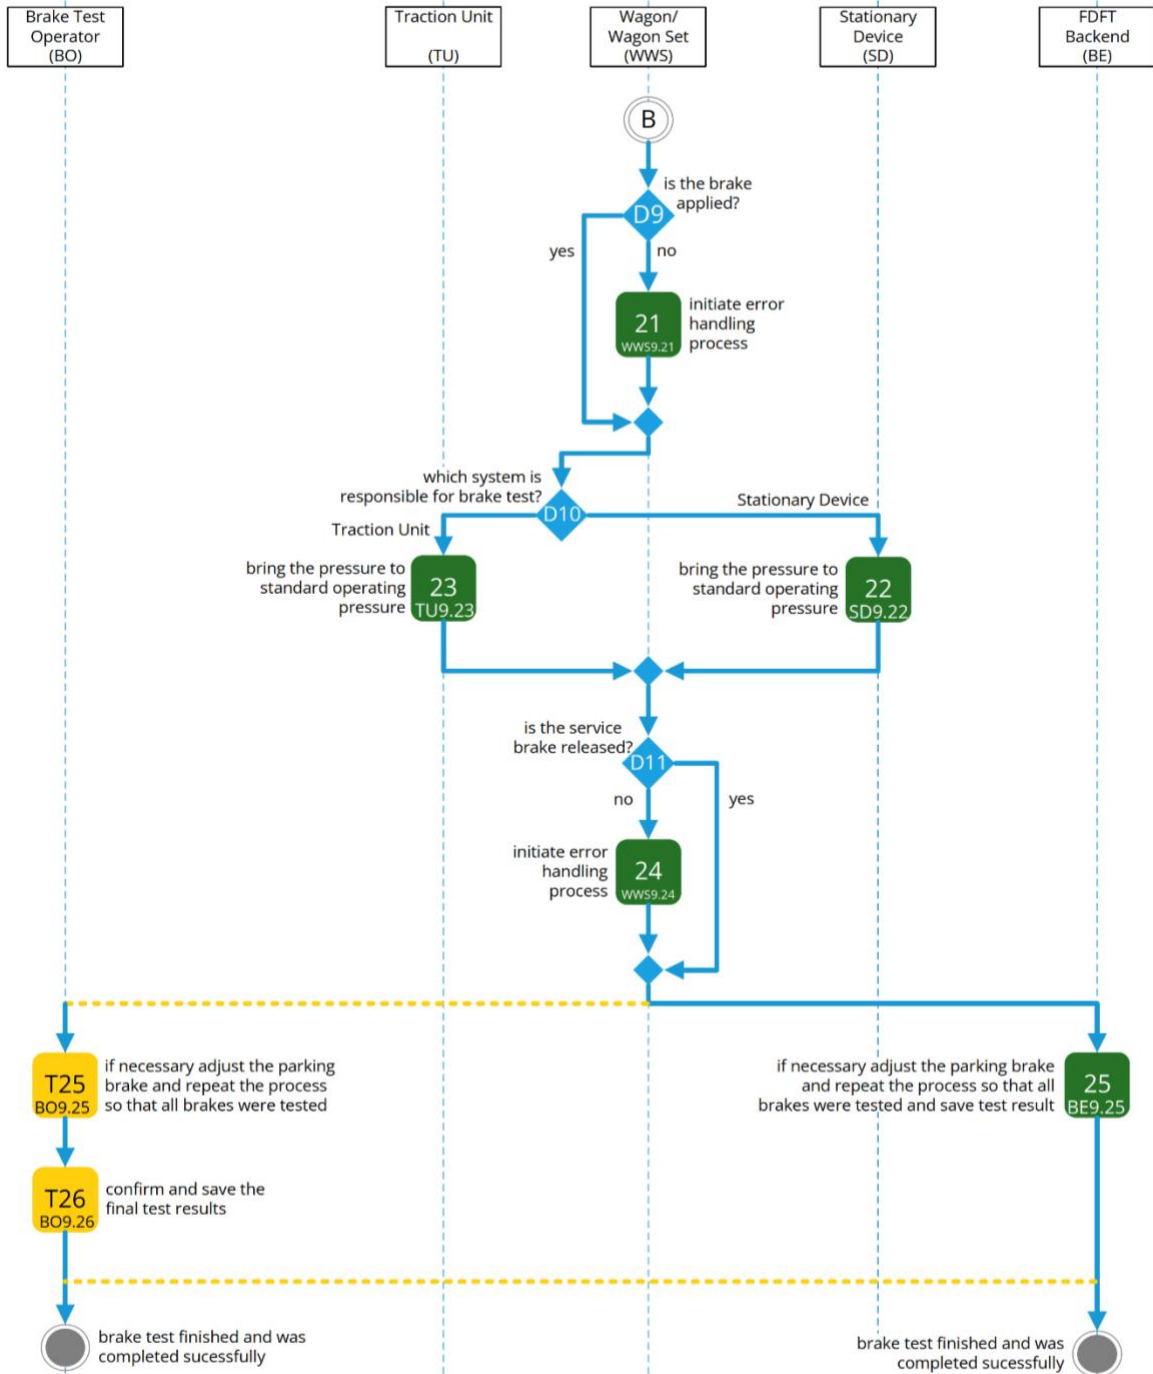 Brake Test
Operator
(BO)
Traction Unit
(TU)
Wagon/
Wagon Set
(WWS)
Stationary
Device
(SD)
FDFT
Backend
(BE)
B
is the brake
applied?
D9
yes
no
21
WWS9.21
initiate error
handling
process
which system is
responsible for brake test?
D10
Traction Unit
Stationary Device
bring the pressure to
standard operating
pressure
23
TU9.23
bring the pressure to
standard operating
pressure
22
SD9.22
is the service
brake released?
D11
no
yes
initiate error
handling
process
24
WWS9.24
T25
BO9.25
if necessary adjust the parking
brake and repeat the process
so that all brakes were tested
if necessary adjust the parking brake
and repeat the process so that all
brakes were tested and save test result
25
BE9.25
T26
BO9.26
confirm and save the
final test results
brake test finished and was
completed sucessfully
brake test finished and was
completed sucessfully